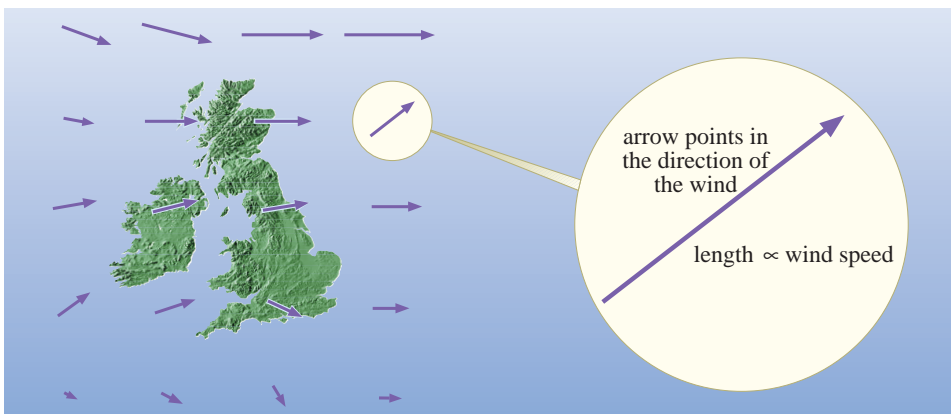 arrow points in
the direction of
the wind
length ∝ wind speed